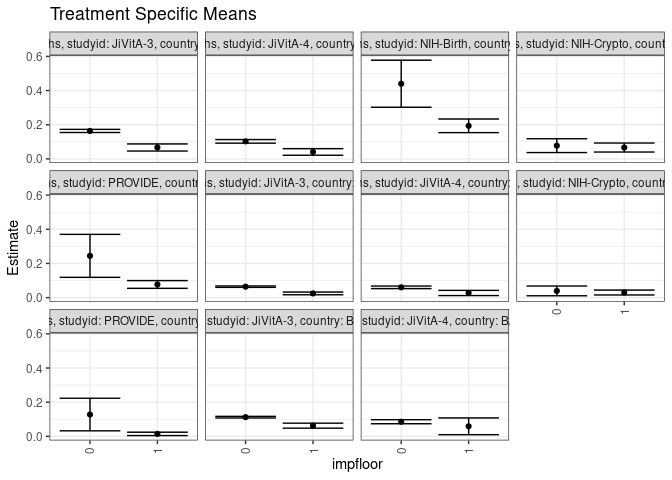 Treatment Specific Means
hs, studyid: JiVitA-3, country
hs, studyid: JiVitA-4, country
hs, studyid: NIH-Birth, country
s, studyid: NIH-Crypto, count
0.6
0.4
0.2
0.0
s, studyid: PROVIDE, countr
s, studyid: JiVitA-3, country:
s, studyid: JiVitA-4, country:
, studyid: NIH-Crypto, count
0.6
0.4
0.2
0.0
0
1
s, studyid: PROVIDE, country
studyid: JiVitA-3, country: B
studyid: JiVitA-4, country: B
0.6
0.4
0.2
0.0
0
1
0
1
0
1
Estimate
impfloor